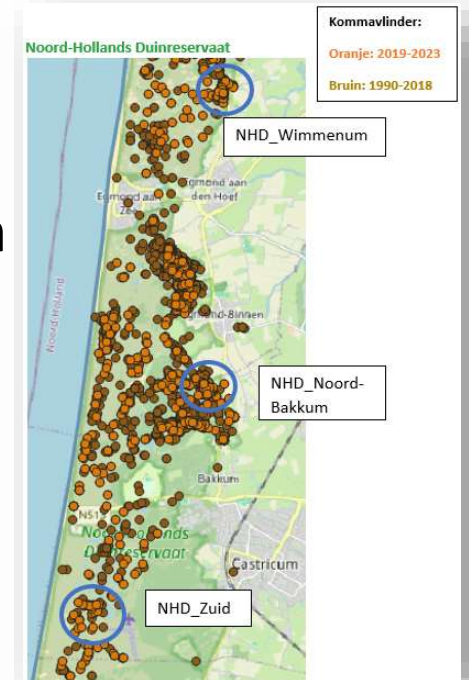 Kommavlinder:
Oranje: 2019-2023
Bruin: 1990-2018
Noord-Hollands Duinreservaat
NHD_Wimmenum
Egmond aan
den Hoef
Egmond aan
Zee
Noord-Holland
Egmond-Binnen
NHD_Noord-
Bakkum
Bakkum
N513
Noord-Hollands
Duinreservaat
Castricum
NHD_Zuid